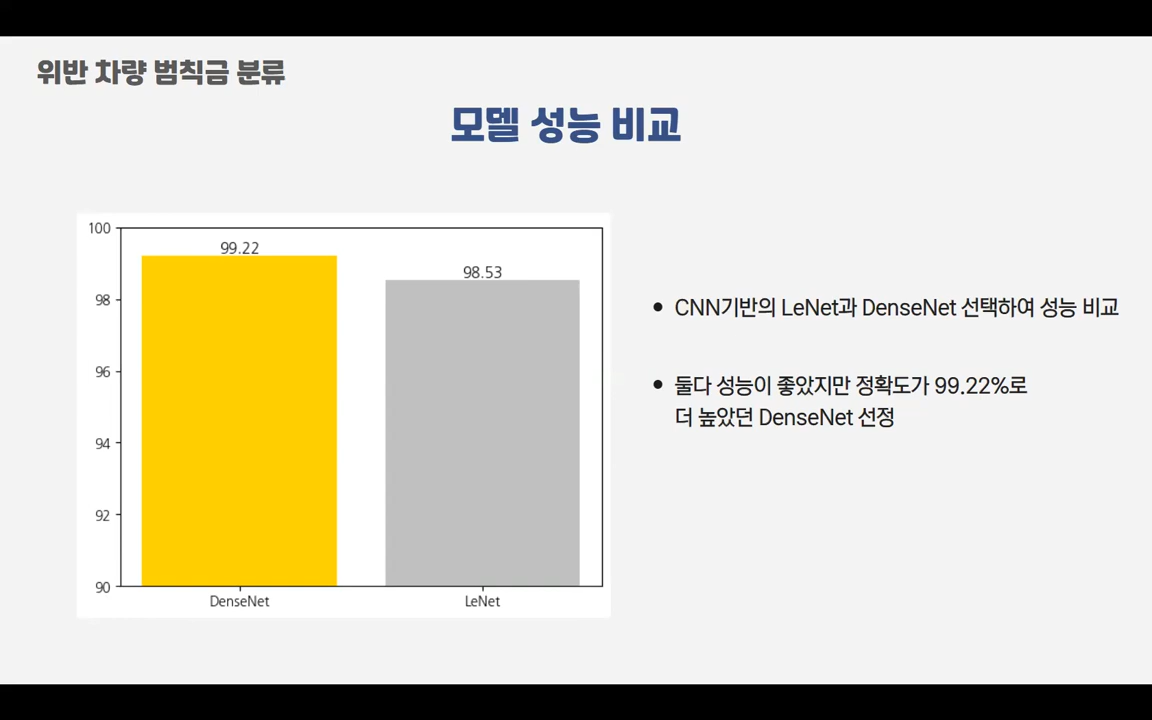 위반 차량 범칙금 분류
모델 성능 비교
100
98
96
94
92
90
99.22
98.53
DenseNet
LeNet
• CNN기반의 LeNet과 DenseNet 선택하여 성능 비교
• 둘다 성능이 좋았지만 정확도가 99.22%로
더 높았던 DenseNet 선정